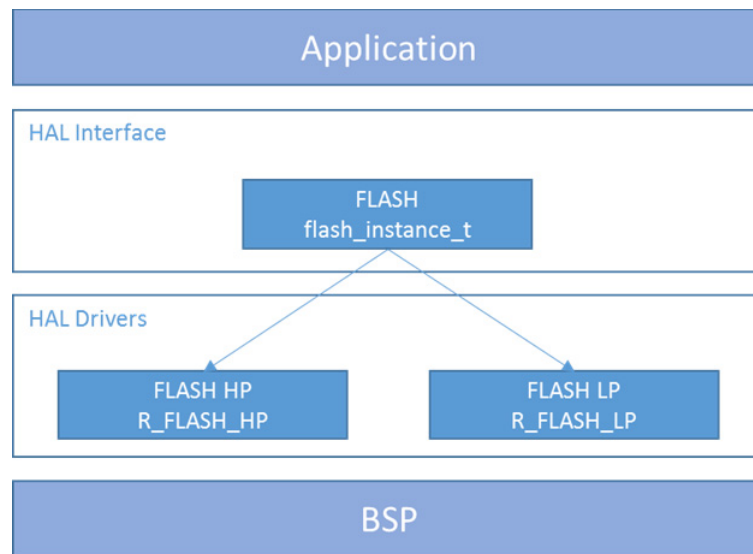 Application
HAL Interface
FLASH
flash_instance_t
HAL Drivers
FLASH HP
R_FLASH_HP
FLASH LP
R_FLASH_LP
BSP